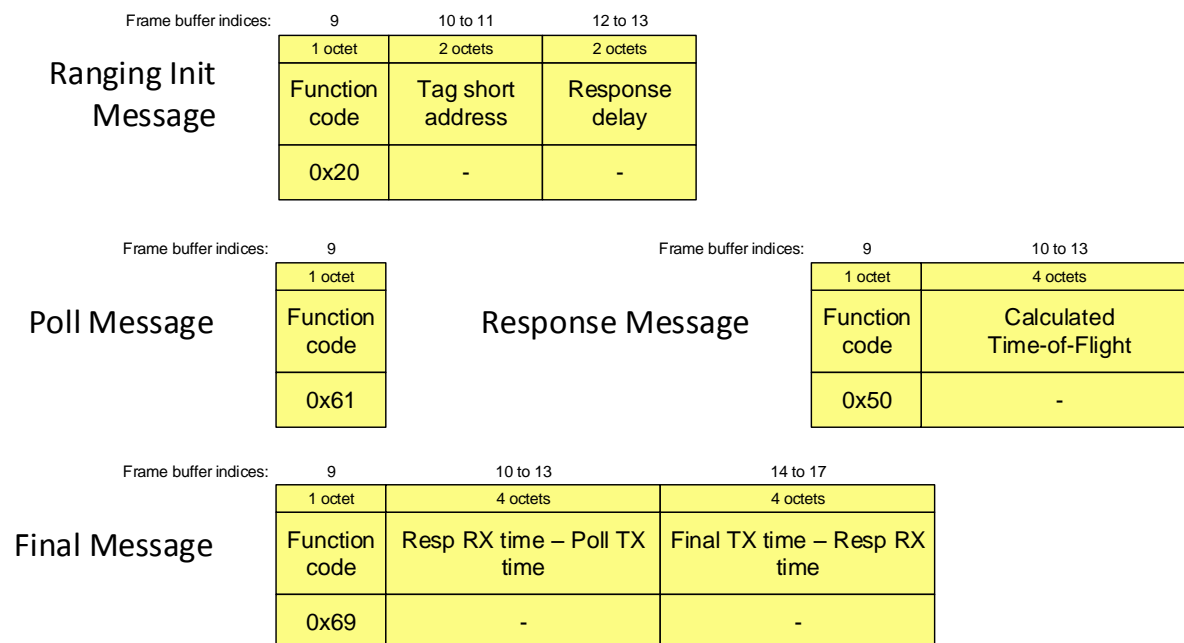 Frame buffer indices: 9 10 to 11 12 to 13
1 octet 2 octets 2 octets
Ranging Init
Message
Function
code
Tag short
address
Response
delay
0x20 - -
Frame buffer indices: 9
1 octet
Poll Message
Function
code
0x61
Frame buffer indices: 9 10 to 13
1 octet 4 octets
Response Message
Function
code
Calculated
Time-of-Flight
0x50 -
Frame buffer indices: 9 10 to 13 14 to 17
1 octet 4 octets 4 octets
Final Message
Function
code
Resp RX time – Poll TX
time
Final TX time – Resp RX
time
0x69 - -